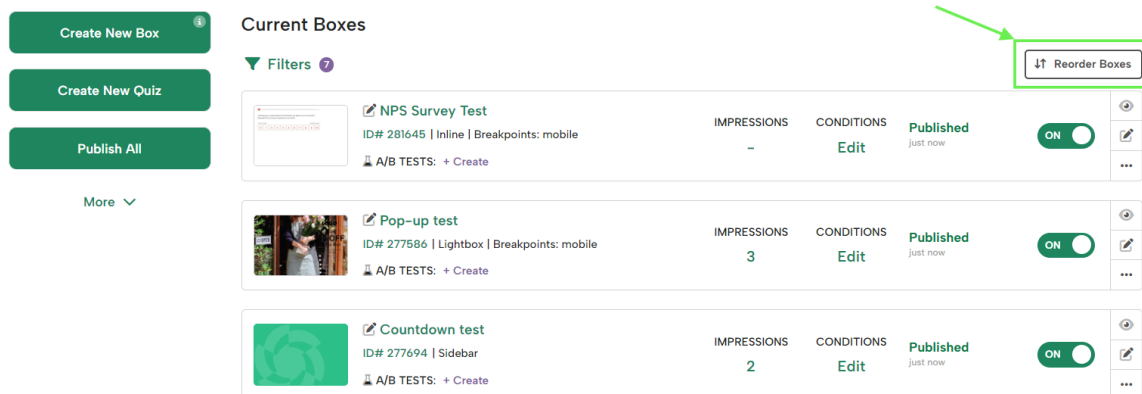 Create New Box
Create New Quiz
Publish All
More
Current Boxes
Filters 7
Reorder Boxes
NPS Survey Test
ID# 281645 | Inline | Breakpoints: mobile
A/B TESTS: + Create
IMPRESSIONS
-
CONDITIONS
Edit
Published
just now
ON
Pop-up test
ID# 277586 | Lightbox | Breakpoints: mobile
A/B TESTS: + Create
IMPRESSIONS
3
CONDITIONS
Edit
Published
just now
ON
Countdown test
ID# 277694 | Sidebar
A/B TESTS: + Create
IMPRESSIONS
2
CONDITIONS
Edit
Published
just now
ON